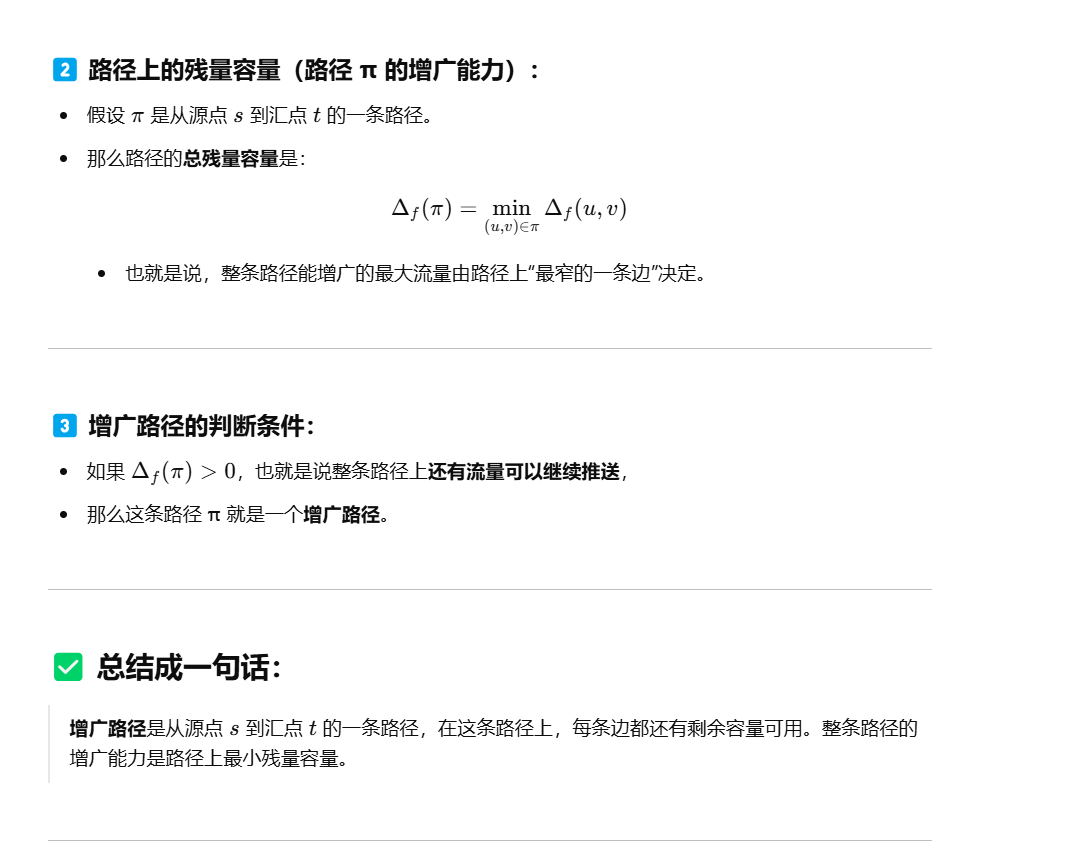 2 路径上的残量容量（路径 π 的增广能力）：
• 假设 π 是从源点 s 到汇点 t 的一条路径。
• 那么路径的总残量容量是：
Δ_f(π) = min_{(u,v)∈π} Δ_f(u, v)
• 也就是说，整条路径能增广的最大流量由路径上“最窄的一条边”决定。
3 增广路径的判断条件：
• 如果 Δ_f(π) > 0，也就是说整条路径上还有流量可以继续推送，
• 那么这条路径 π 就是一个增广路径。
✅ 总结成一句话：
增广路径是从源点 s 到汇点 t 的一条路径，在这条路径上，每条边都还有剩余容量可用。整条路径的
增广能力是路径上最小残量容量。